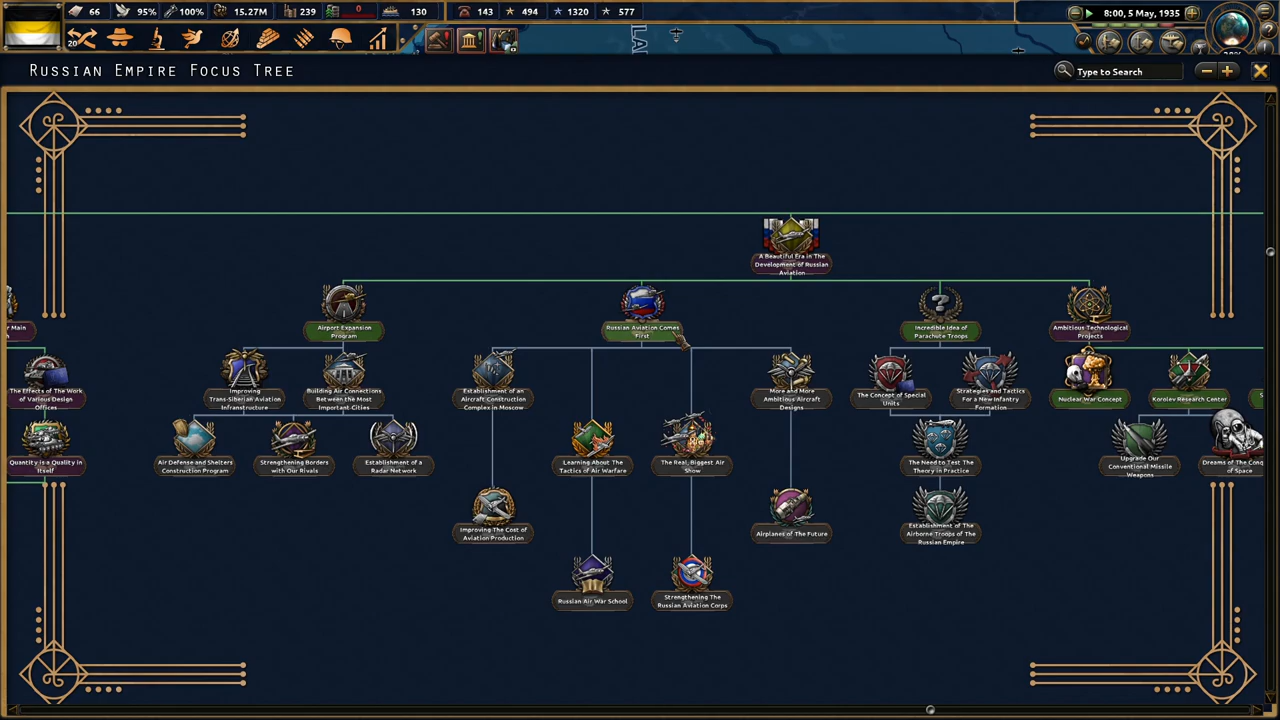 66 95% 100% 15.27M 239 0 130 143 494 1320 577
8:00, 5 May, 1935
20
RUSSIAN EMPIRE FOCUS TREE
Type to Search
A Beautiful Era in The
Development of Russian
Aviation
r Main
Airport Expansion
Program
Russian Aviation Comes
First
Incredible Idea of
Parachute Troops
Ambitious Technological
Projects
The Effects of The Work
of Various Design
Offices
Improving
Trans-Siberian Aviation
Infranstructure
Building Air Connections
Between the Most
Important Cities
Establishment of an
Aircraft Construction
Complex in Moscow
More and More
Ambitious Aircraft
Designs
The Concept of Special
Units
Strategies and Tactics
For a New Infantry
Formation
Nuclear War Concept
Korolev Research Center
Quantity is a Quality in
Itself
Air Defense and Shelters
Construction Program
Strengthening Borders
with Our Rivals
Establishment of a
Radar Network
Learning About The
Tactics of Air Warfare
The Real, Biggest Air
Show
The Need to Test The
Theory in Practice
Upgrade Our
Conventional Missile
Weapons
Dreams of The Conq
of Space
Improving The Cost of
Aviation Production
Airplanes of The Future
Establishment of The
Airborne Troops of The
Russian Empire
Russian Air War School
Strengthening The
Russian Aviation Corps